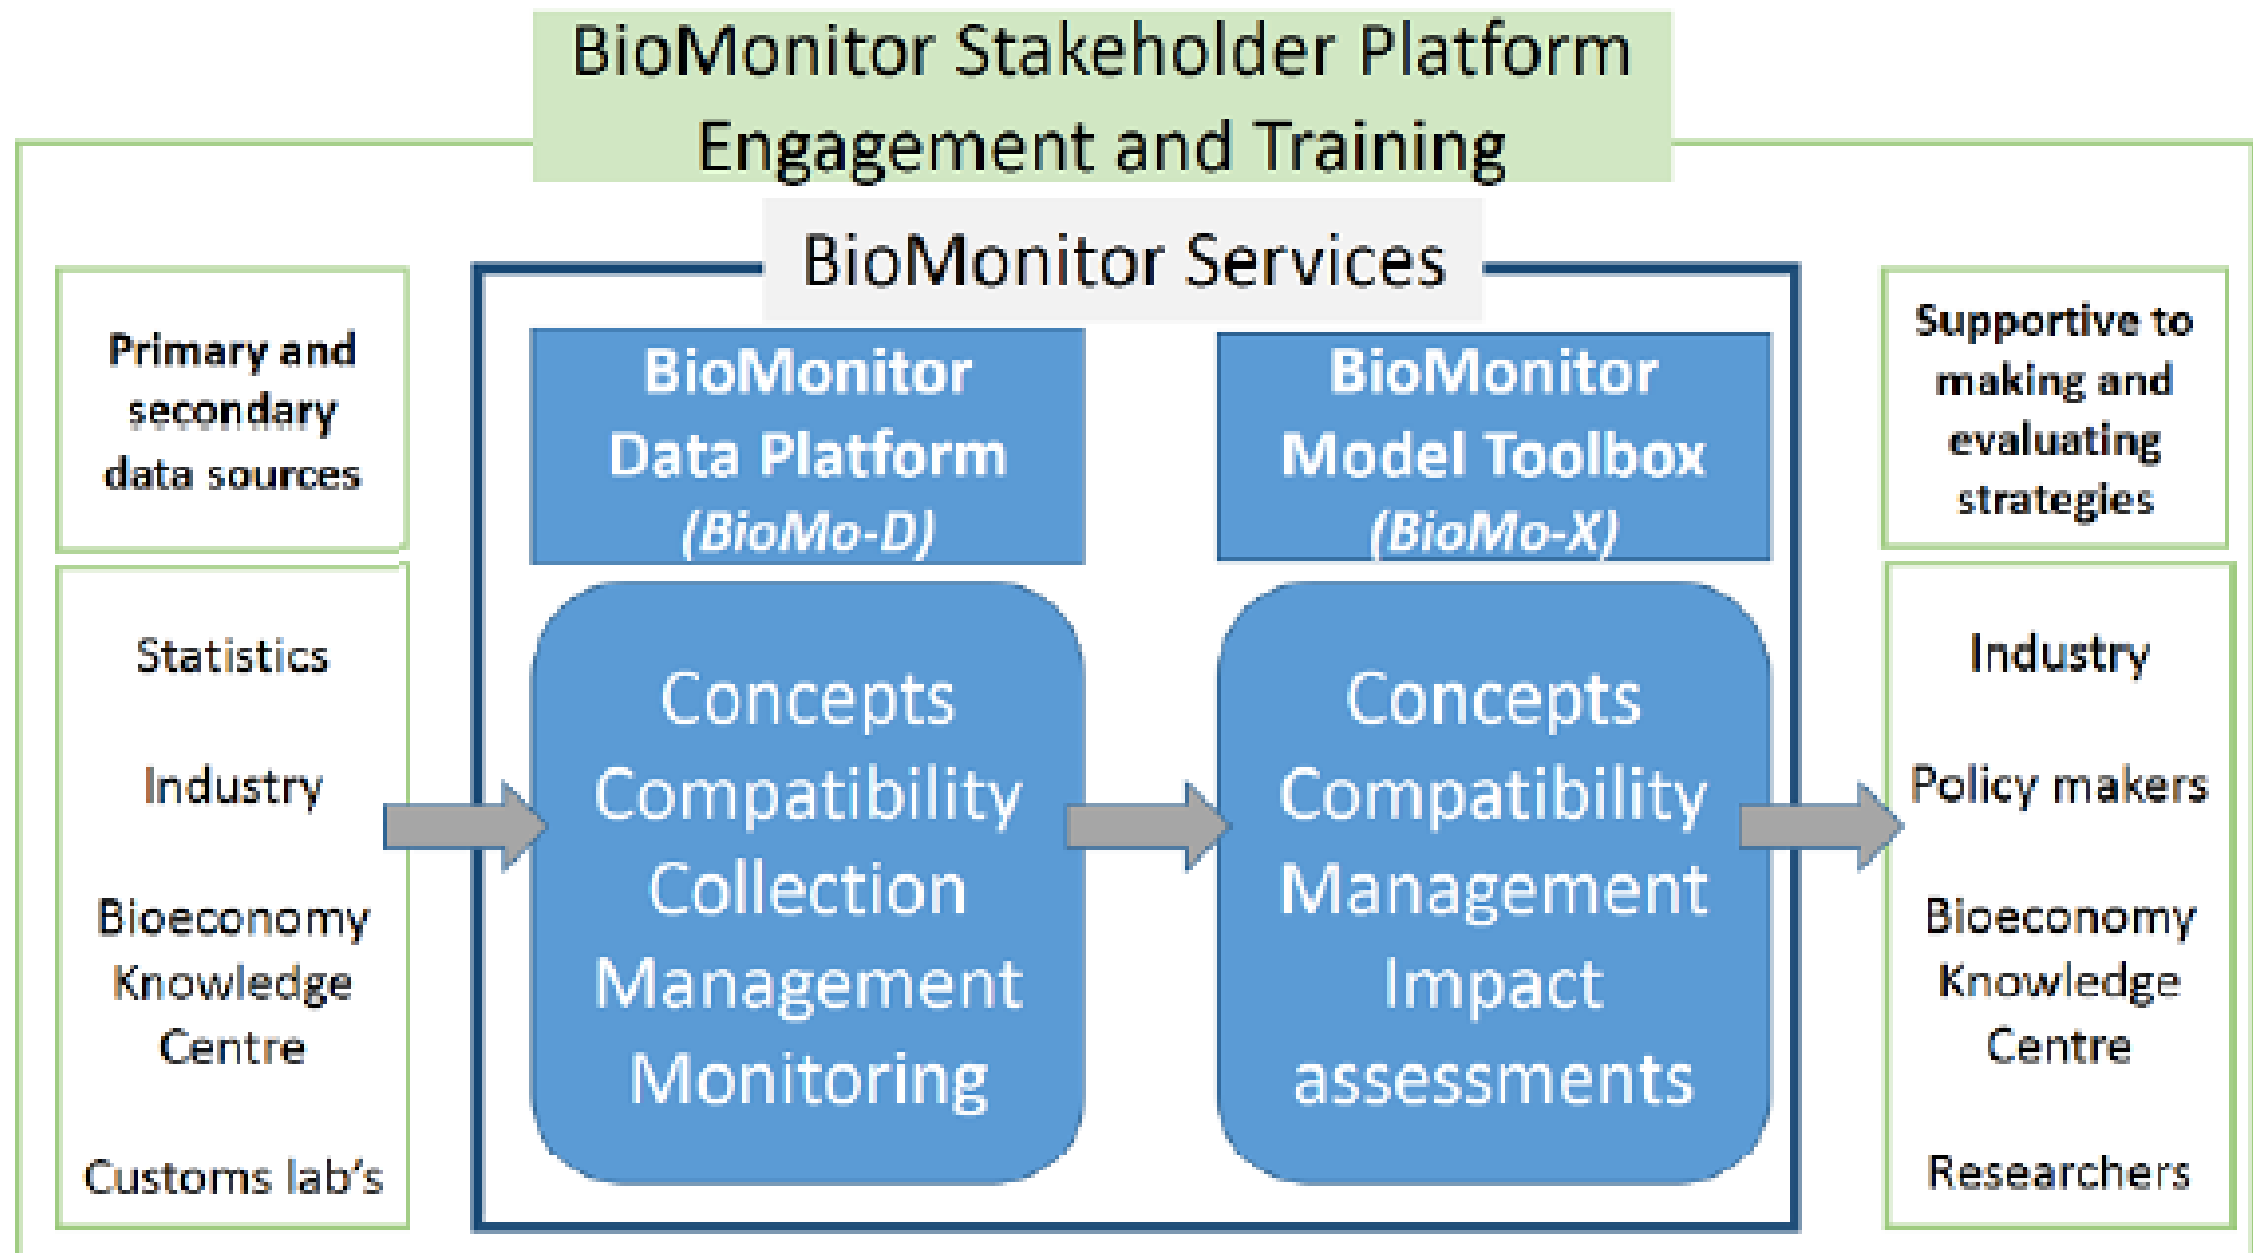 BioMonitor Stakeholder Platform
Engagement and Training
BioMonitor Services
Primary and
secondary
data sources
Statistics
Industry
Bioeconomy
Knowledge
Centre
Customs lab's
BioMonitor
Data Platform
(BioMo-D)
Concepts
Compatibility
Collection
Management
Monitoring
BioMonitor
Model Toolbox
(BioMo-X)
Concepts
Compatibility
Management
Impact
assessments
Supportive to
making and
evaluating
strategies
Industry
Policy makers
Bioeconomy
Knowledge
Centre
Researchers